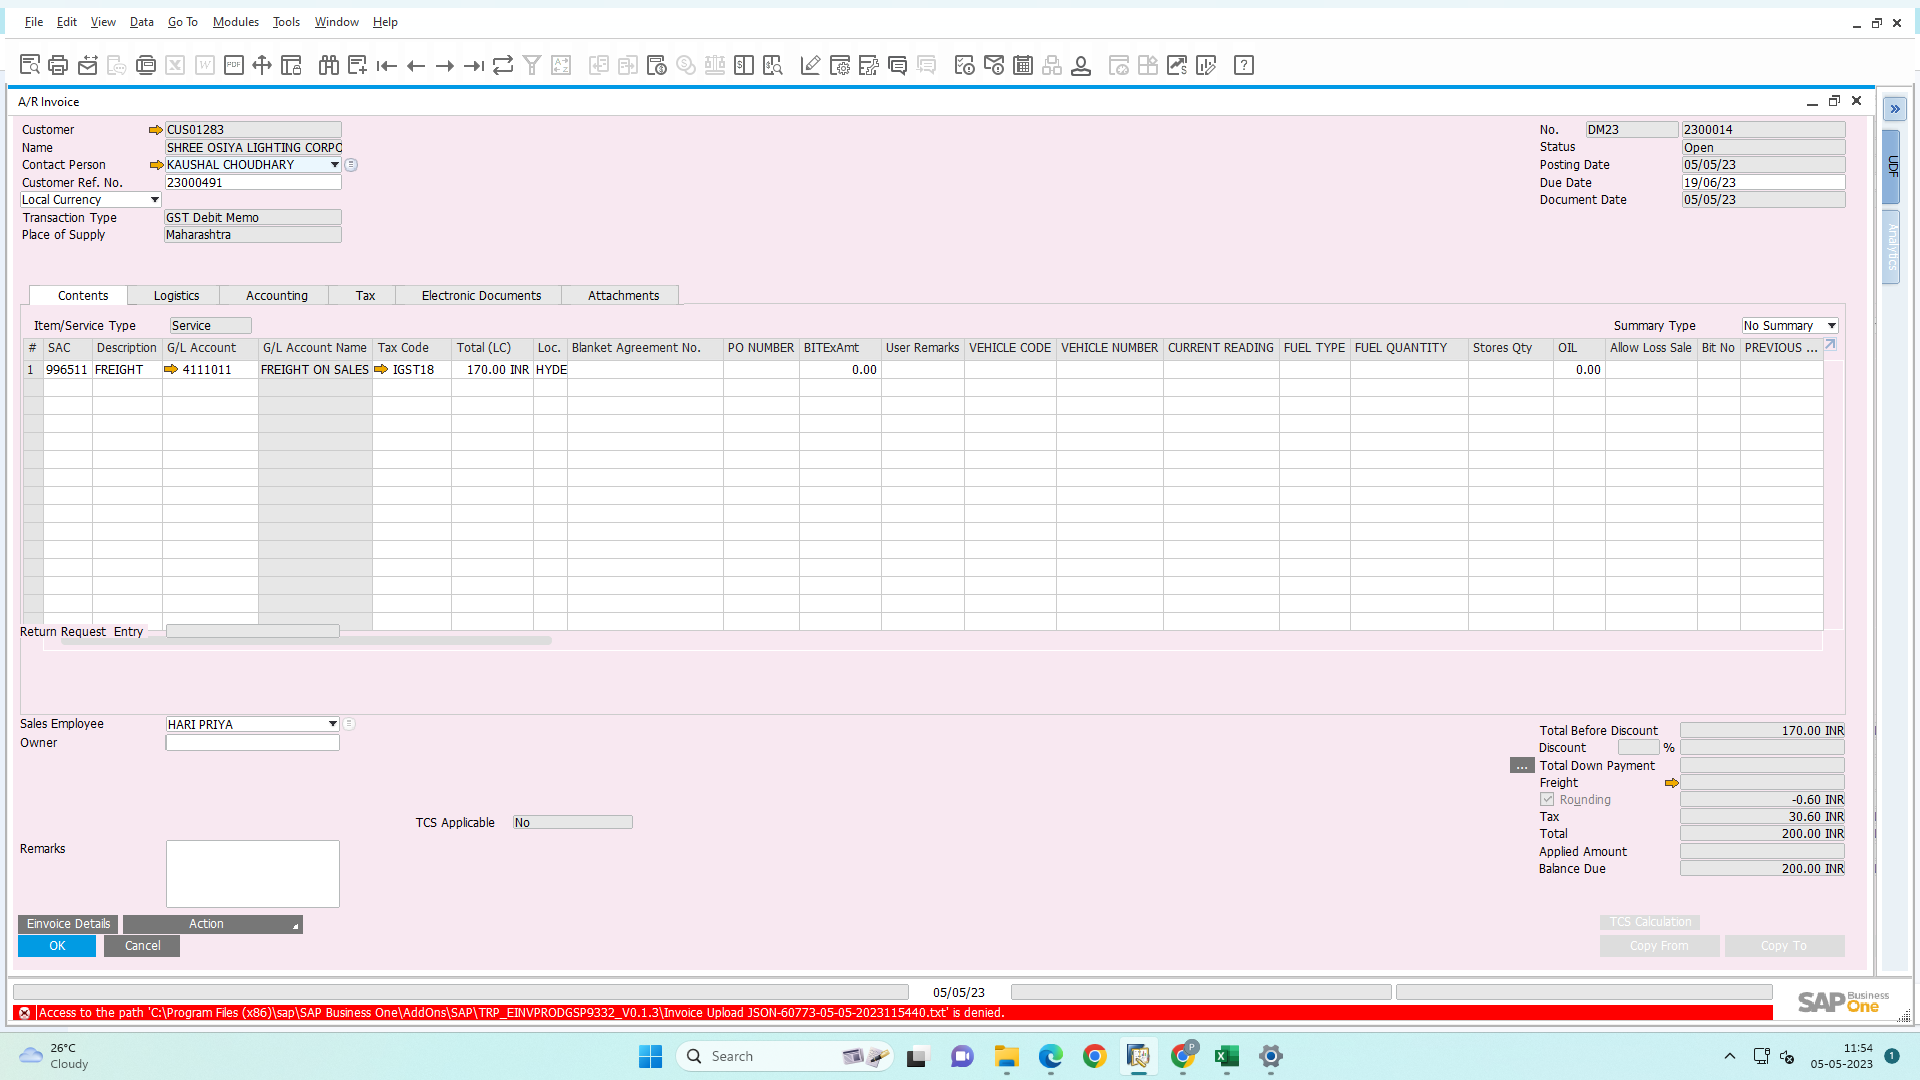 File Edit View Data Go To Modules Tools Window Help
A/R Invoice
Customer CUS01283
Name SHREE OSIYA LIGHTING CORPO
Contact Person KAUSHAL CHOUDHARY
Customer Ref. No. 23000491
Local Currency
Transaction Type GST Debit Memo
Place of Supply Maharashtra
No. DM23 2300014
Status Open
Posting Date 05/05/23
Due Date 19/06/23
Document Date 05/05/23
UDF
Analytics
Contents Logistics Accounting Tax Electronic Documents Attachments
Item/Service Type Service Summary Type No Summary
# SAC Description G/L Account G/L Account Name Tax Code Total (LC) Loc. Blanket Agreement No. PO NUMBER BITExAmt User Remarks VEHICLE CODE VEHICLE NUMBER CURRENT READING FUEL TYPE FUEL QUANTITY Stores Qty OIL Allow Loss Sale Bit No PREVIOUS ...
1 996511 FREIGHT 4111011 FREIGHT ON SALES IGST18 170.00 INR HYDE 0.00 0.00
Return Request Entry
Sales Employee HARI PRIYA
Owner
TCS Applicable No
Remarks
Total Before Discount 170.00 INR
Discount %
... Total Down Payment
Freight
Rounding -0.60 INR
Tax 30.60 INR
Total 200.00 INR
Applied Amount
Balance Due 200.00 INR
Einvoice Details Action TCS Calculation
OK Cancel Copy From Copy To
05/05/23
Access to the path 'C:\Program Files (x86)\sap\SAP Business One\AddOns\SAP\TRP_EINVPRODGSP9332_V0.1.3\Invoice Upload JSON-60773-05-05-2023115440.txt' is denied.
SAP Business One
26°C
Cloudy
Search
P
11:54
05-05-2023
1